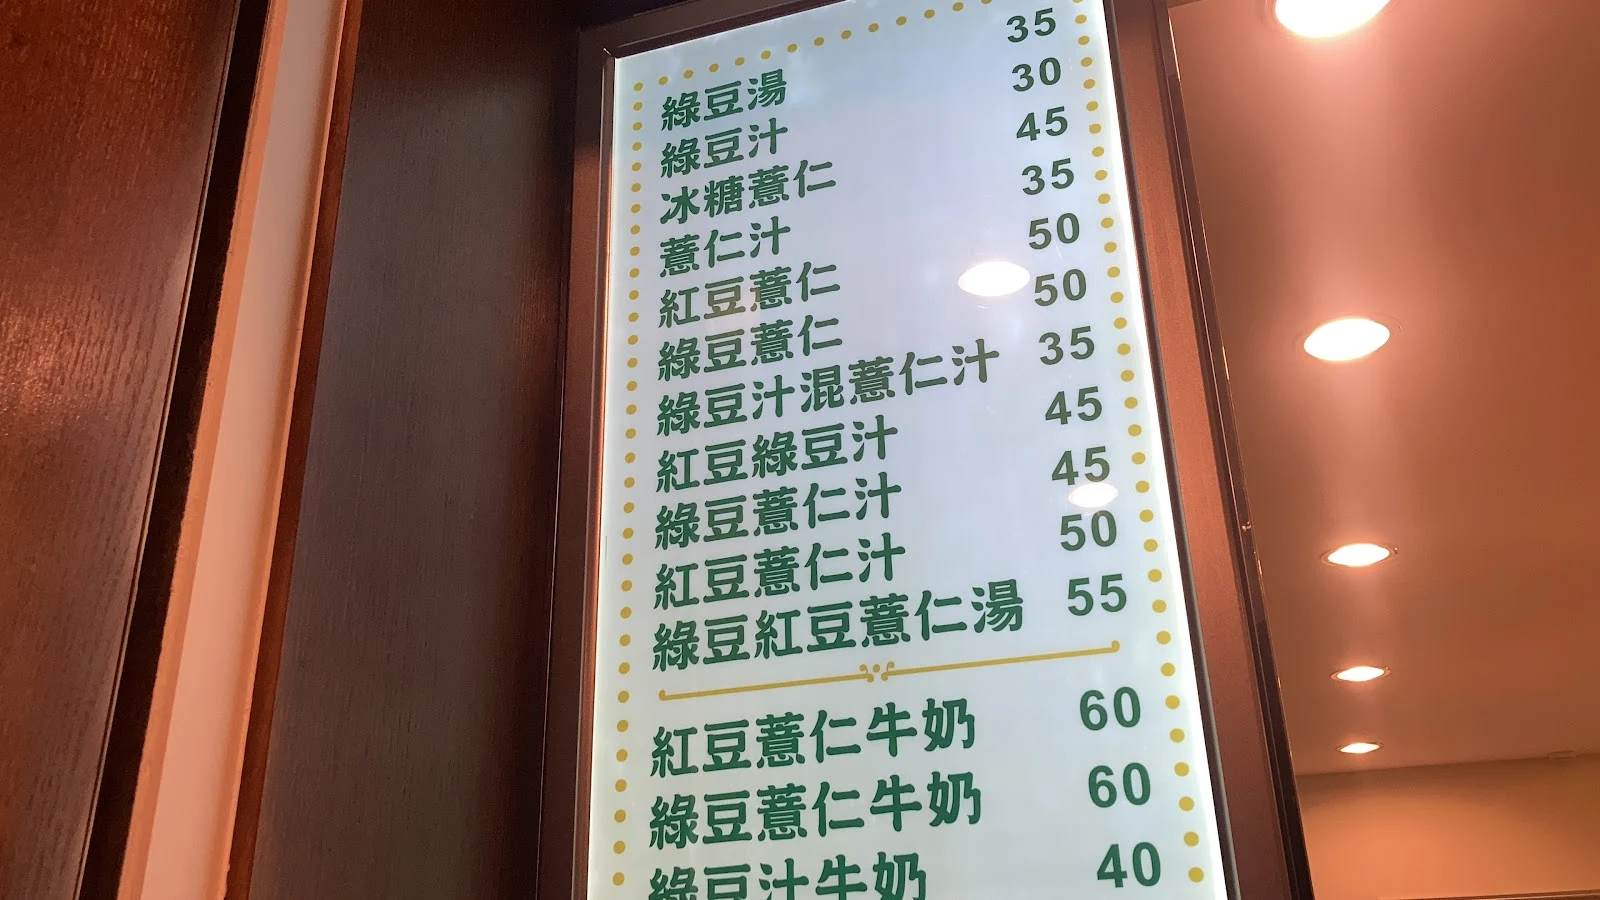 綠豆湯 35
綠豆汁 30
冰糖薏仁 45
薏仁汁 35
紅豆薏仁 50
綠豆薏仁 50
綠豆汁混薏仁汁 35
紅豆綠豆汁 45
綠豆薏仁汁 45
紅豆薏仁汁 50
綠豆紅豆薏仁湯 55
紅豆薏仁牛奶 60
綠豆薏仁牛奶 60
綠豆汁牛奶 40